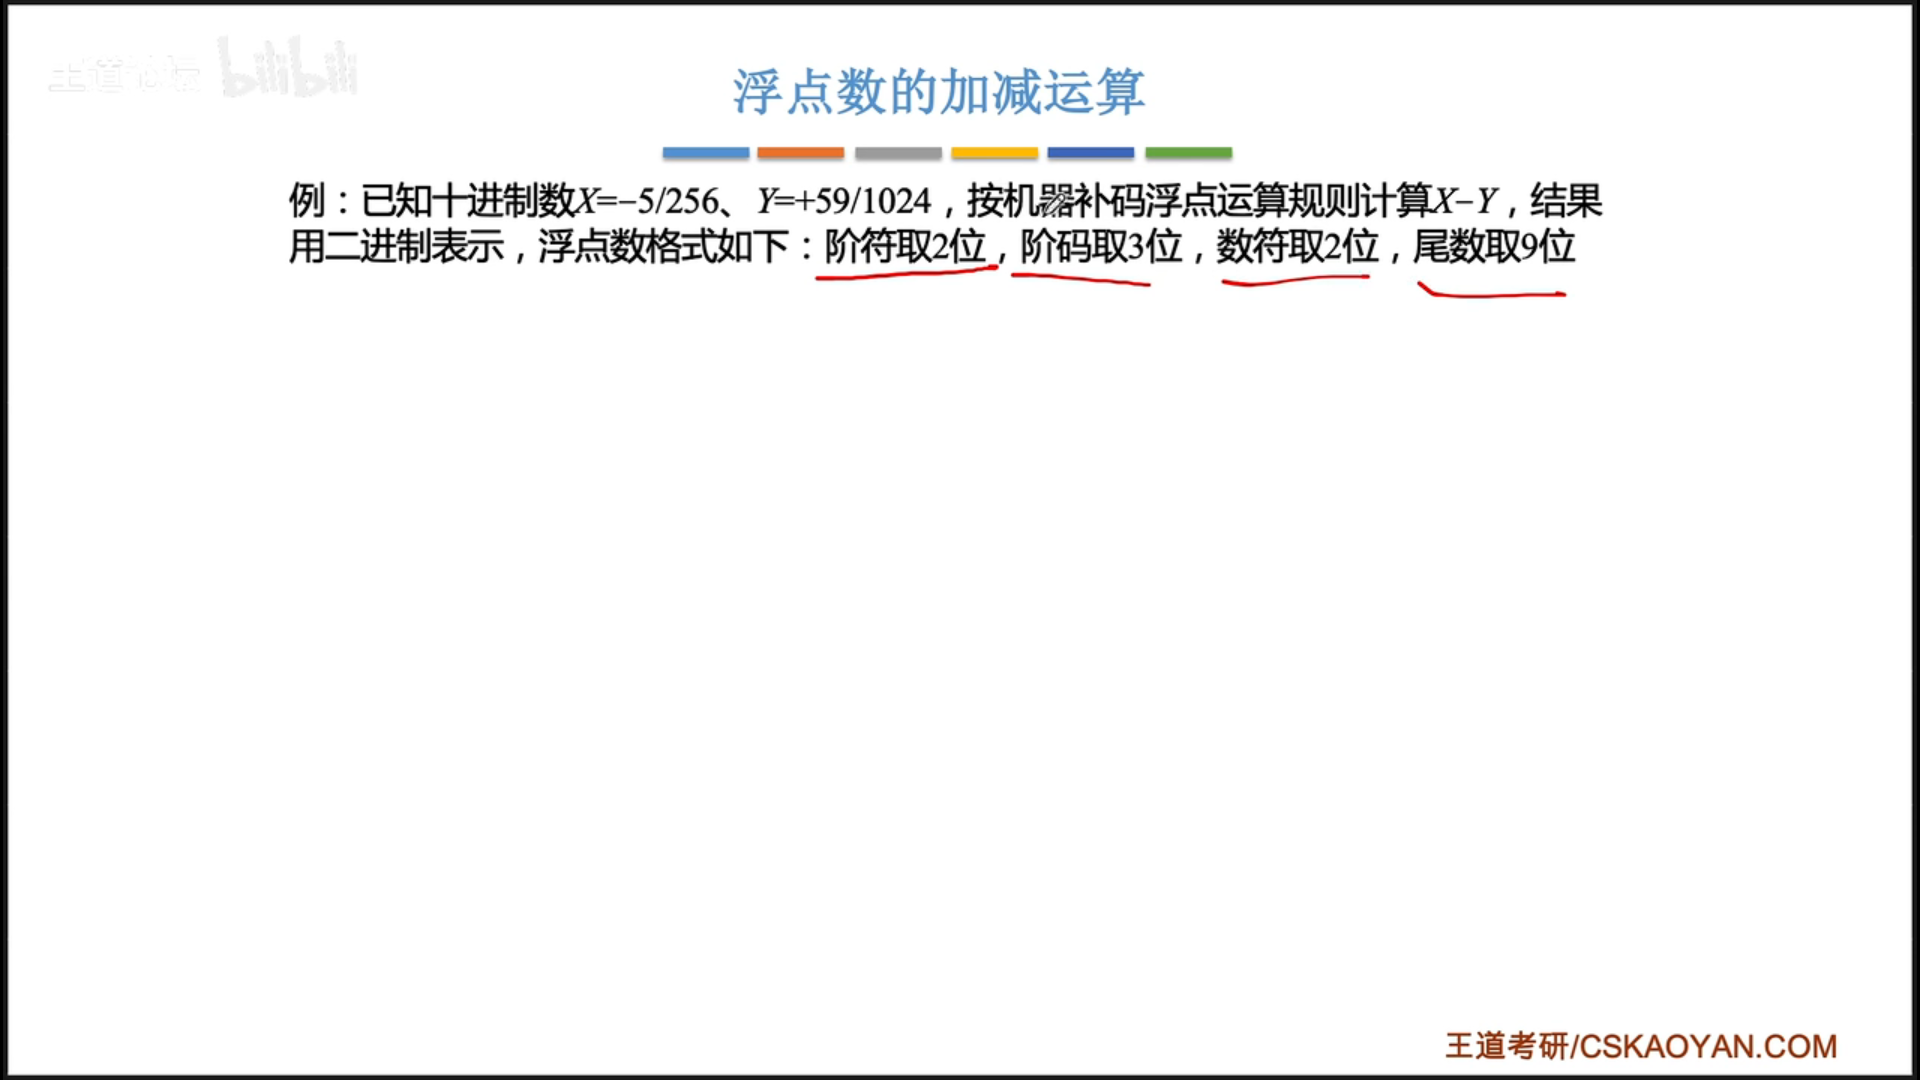 王道论坛 bilibili
浮点数的加减运算
例：已知十进制数X=−5/256、Y=+59/1024，按机器补码浮点运算规则计算X−Y，结果
用二进制表示，浮点数格式如下：阶符取2位，阶码取3位，数符取2位，尾数取9位
王道考研/CSKAOYAN.COM